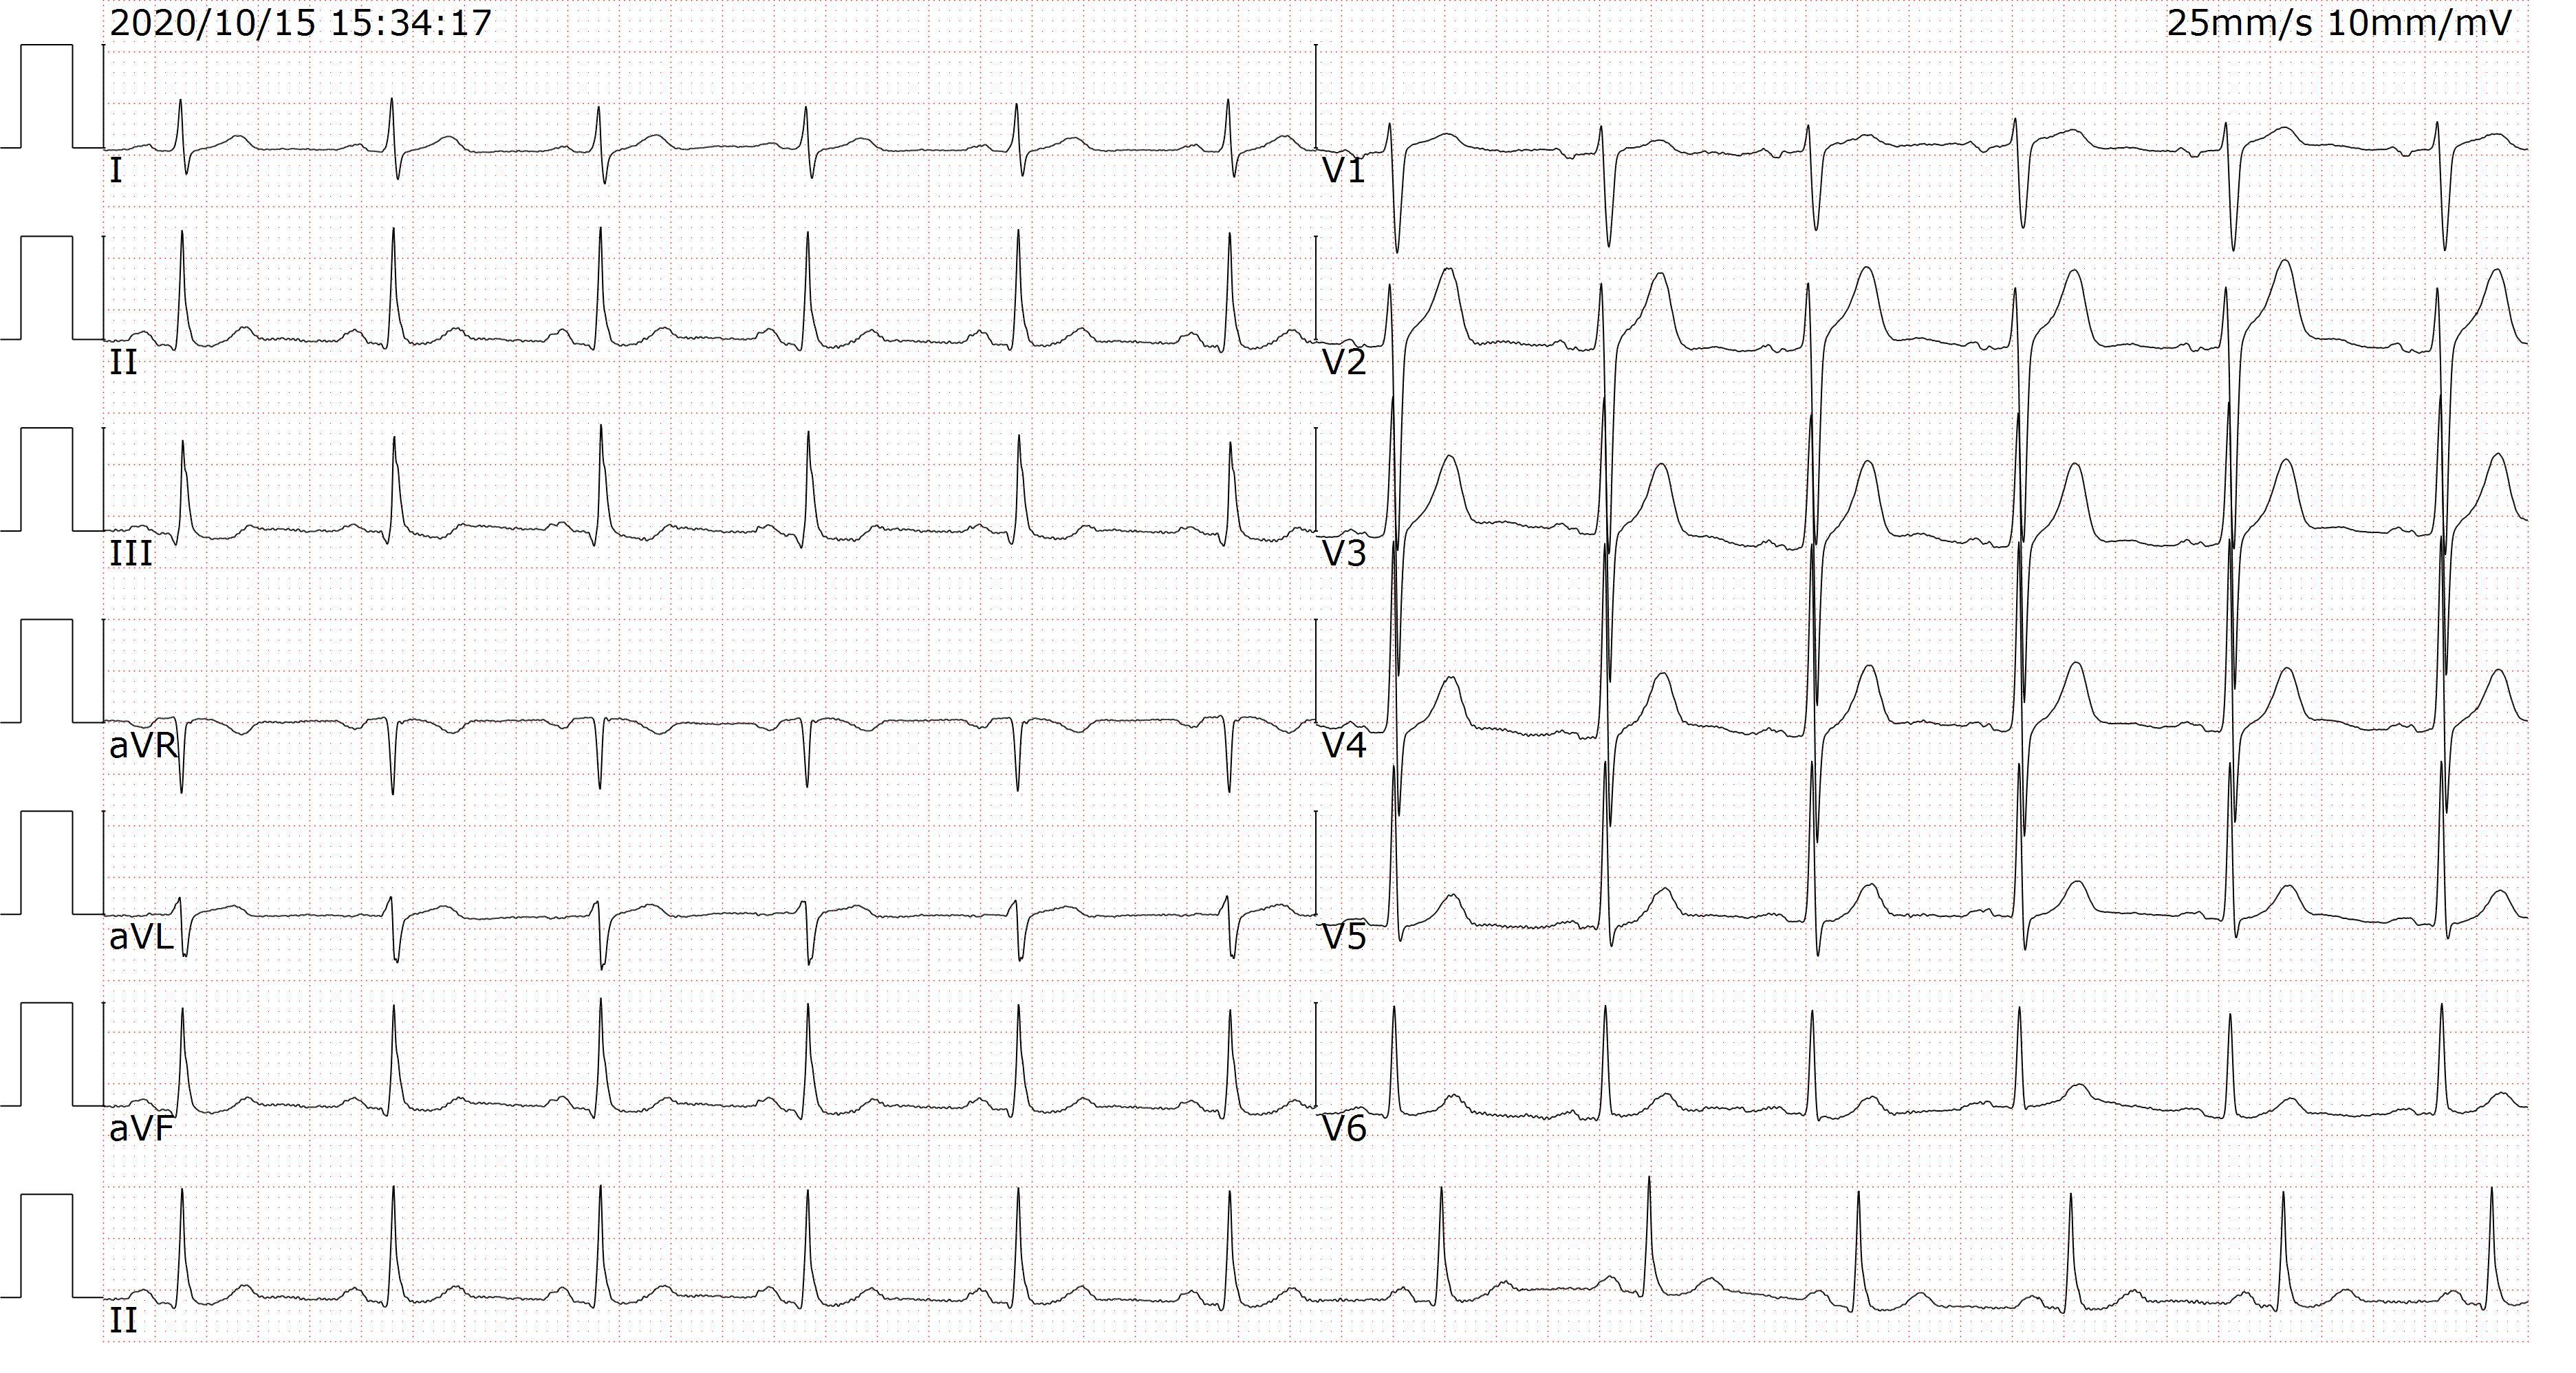 2020/10/15 15:34:17 25mm/s 10mm/mV
I V1
II V2
III V3
aVR V4
aVL V5
aVF V6
II